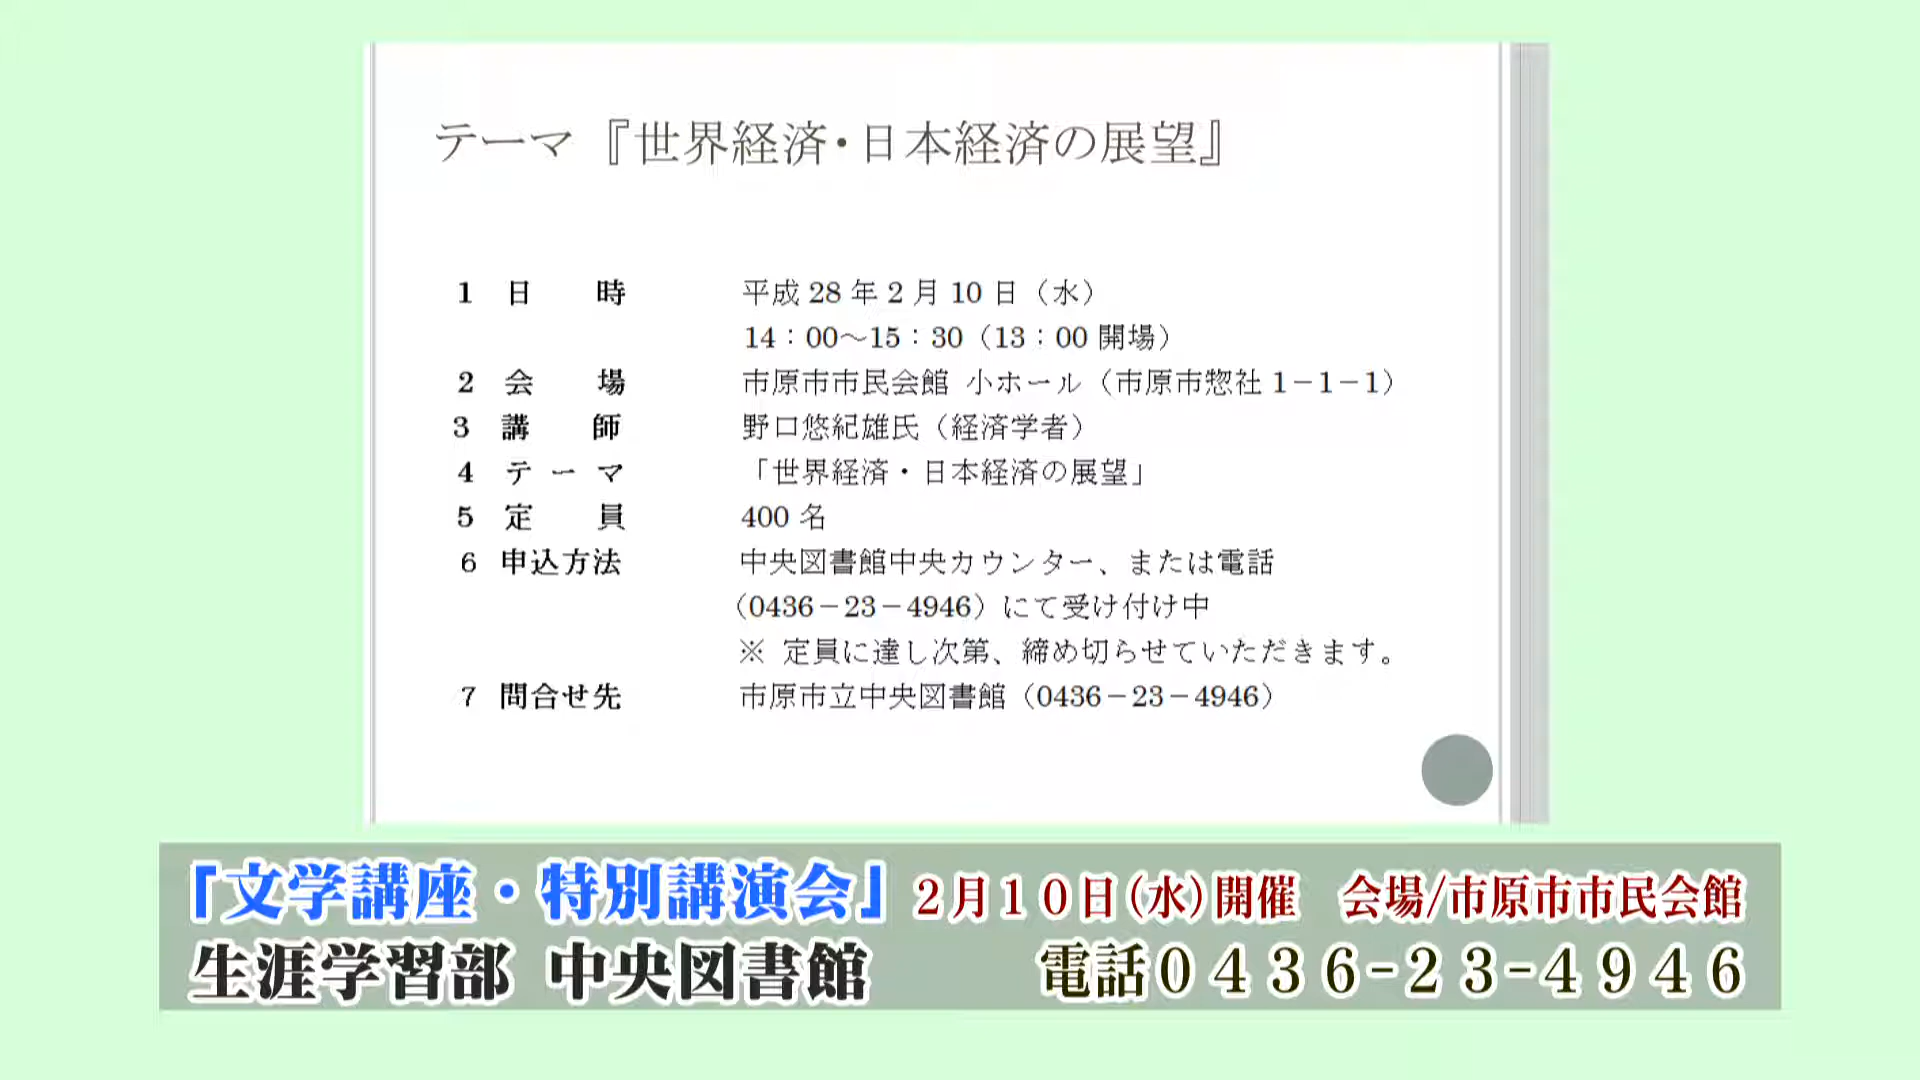 テーマ『世界経済・日本経済の展望』
1 日 時 平成 28 年 2 月 10 日（水）
14：00～15：30（13：00 開場）
2 会 場 市原市市民会館 小ホール（市原市惣社 1－1－1）
3 講 師 野口悠紀雄氏（経済学者）
4 テ ー マ 「世界経済・日本経済の展望」
5 定 員 400 名
6 申込方法 中央図書館中央カウンター、または電話
（0436－23－4946）にて受け付け中
※ 定員に達し次第、締め切らせていただきます。
7 問合せ先 市原市立中央図書館（0436－23－4946）
「文学講座・特別講演会」 ２月１０日(水)開催 会場/市原市市民会館
生涯学習部 中央図書館 電話０４３６-２３-４９４６